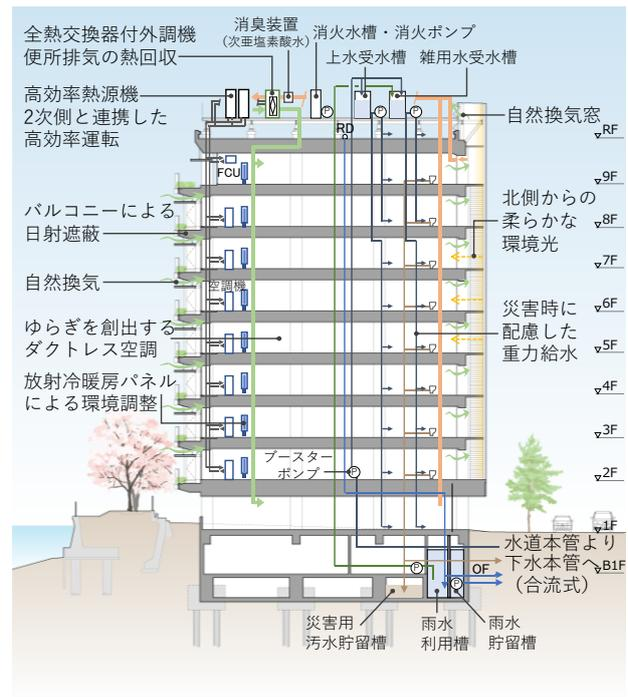 全熱交換器付外調機
便所排気の熱回収
消臭装置
(次亜塩素酸水)
消火水槽・消火ポンプ
上水受水槽
雑用水受水槽
高効率熱源機
2次側と連携した
高効率運転
P
P
P
RD
自然換気窓
RF
FCU
9F
バルコニーによる
日射遮蔽
北側からの
柔らかな
環境光
8F
7F
自然換気
空調機
6F
ゆらぎを創出する
ダクトレス空調
災害時に
配慮した
重力給水
5F
放射冷暖房パネル
による環境調整
4F
3F
ブースター
ポンプ
P
2F
1F
水道本管より
下水本管へ
(合流式)
P
OF
B1F
P
災害用
汚水貯留槽
雨水
利用槽
雨水
貯留槽